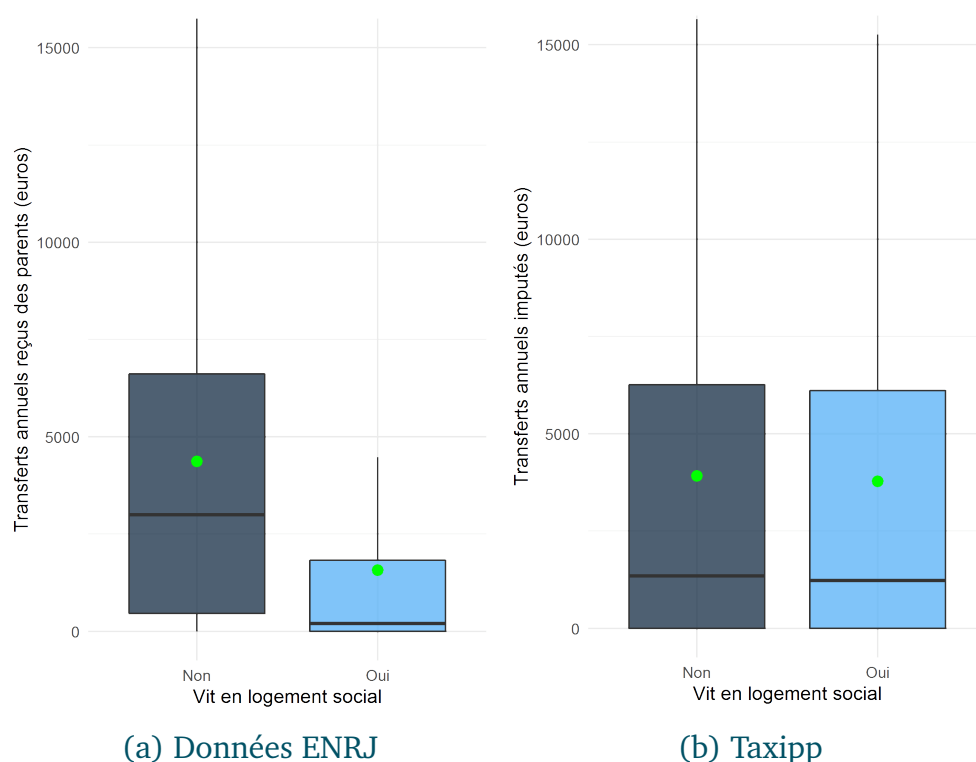 Transferts annuels reçus des parents (euros)
15000
10000
5000
0
Non
Oui
Vit en logement social
(a) Données ENRJ
Transferts annuels imputés (euros)
15000
10000
5000
0
Non
Oui
Vit en logement social
(b) Taxipp